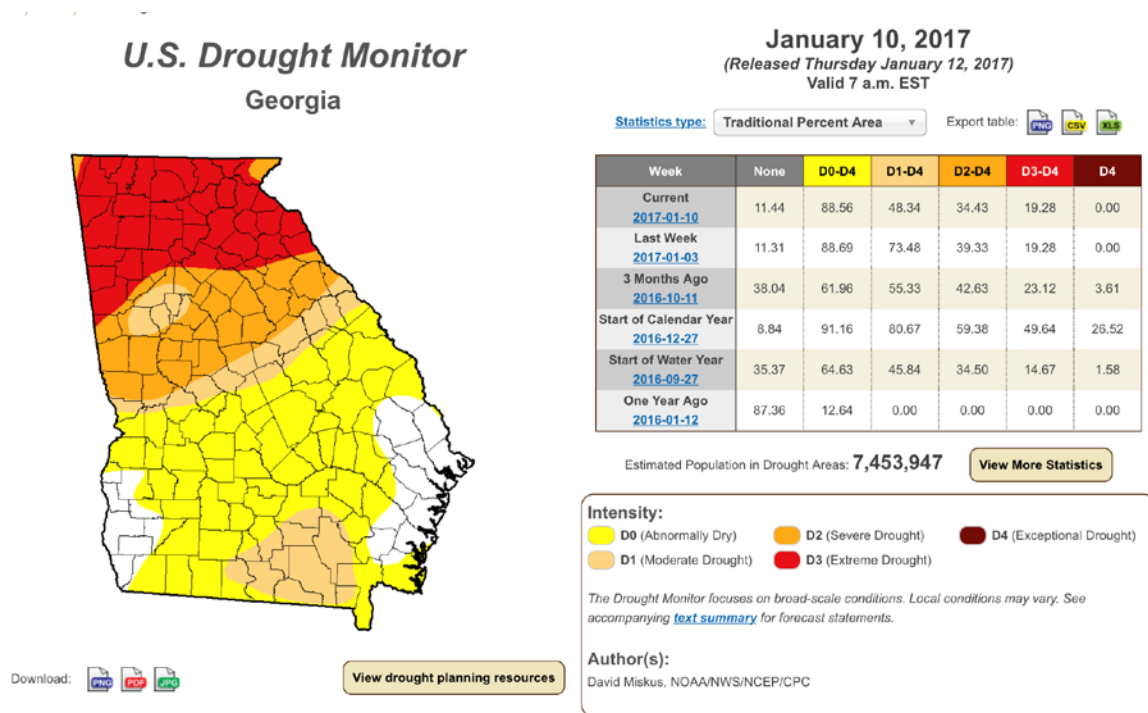 U.S. Drought Monitor
Georgia
January 10, 2017
(Released Thursday January 12, 2017)
Valid 7 a.m. EST
Statistics type: Traditional Percent Area Export table: PNG CSV XLS
Week None D0-D4 D1-D4 D2-D4 D3-D4 D4
Current
2017-01-10 11.44 88.56 48.34 34.43 19.28 0.00
Last Week
2017-01-03 11.31 88.69 73.48 39.33 19.28 0.00
3 Months Ago
2016-10-11 38.04 61.96 55.33 42.63 23.12 3.61
Start of Calendar Year
2016-12-27 8.84 91.16 80.67 59.38 49.64 26.52
Start of Water Year
2016-09-27 35.37 64.63 45.84 34.50 14.67 1.58
One Year Ago
2016-01-12 87.36 12.64 0.00 0.00 0.00 0.00
Estimated Population in Drought Areas: 7,453,947
View More Statistics
Intensity:
D0 (Abnormally Dry) D2 (Severe Drought) D4 (Exceptional Drought)
D1 (Moderate Drought) D3 (Extreme Drought)
The Drought Monitor focuses on broad-scale conditions. Local conditions may vary. See
accompanying text summary for forecast statements.
Author(s):
David Miskus, NOAA/NWS/NCEP/CPC
Download: PNG PDF JPG
View drought planning resources